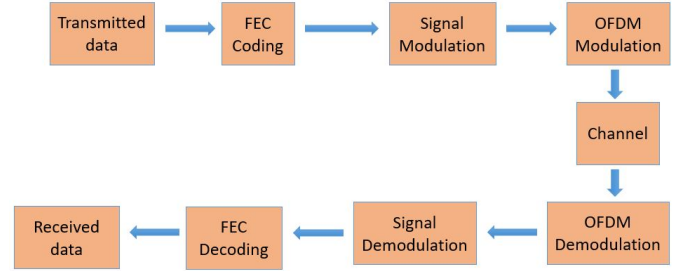 Transmitted
data
FEC
Coding
Signal
Modulation
OFDM
Modulation
Channel
Received
data
FEC
Decoding
Signal
Demodulation
OFDM
Demodulation